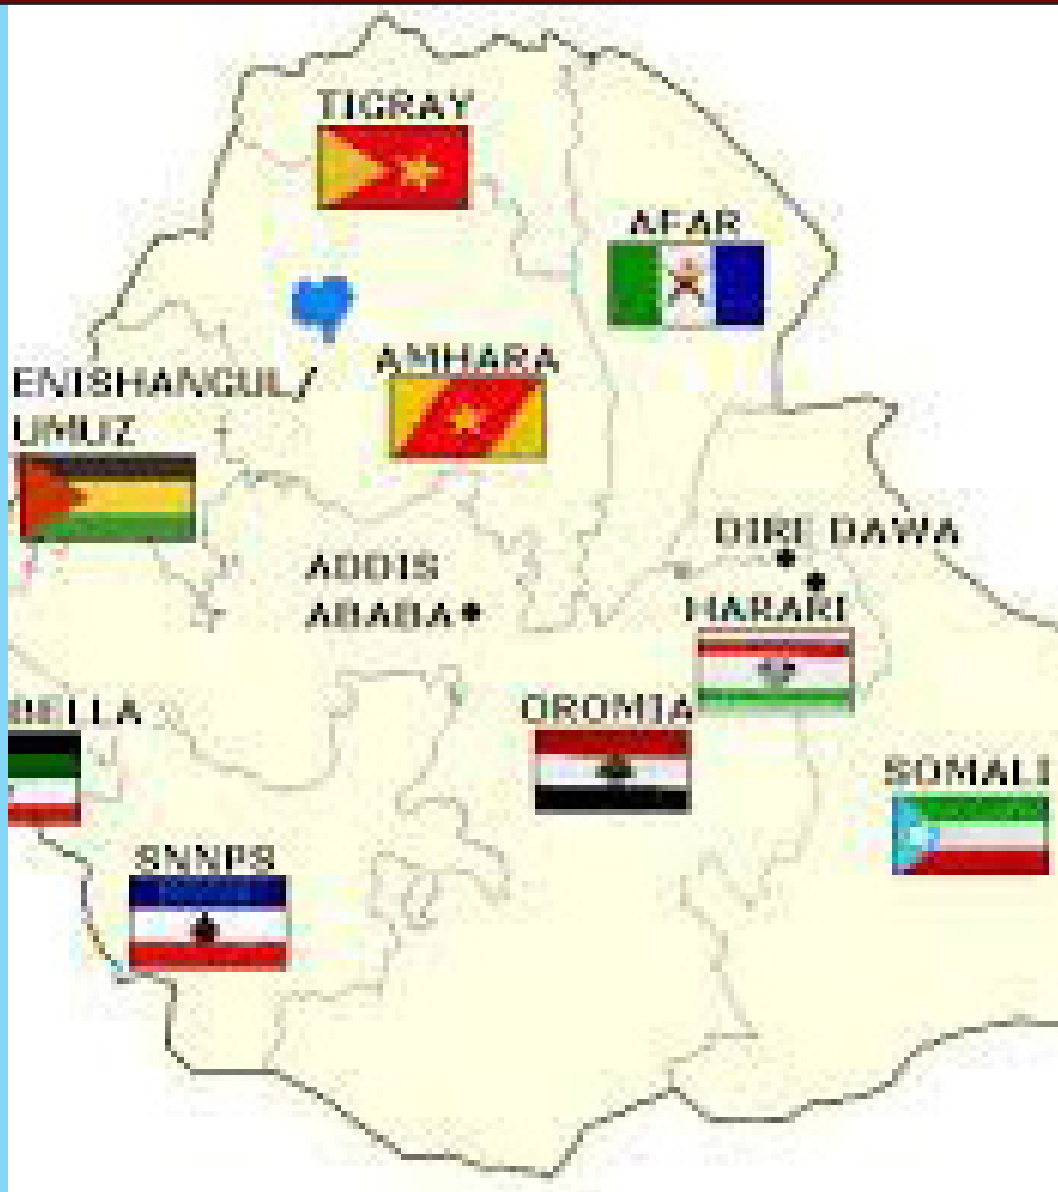 TIGRAY
AFAR
AMHARA
ENISHANGUL/
UMUZ
DIRE DAWA
ADDIS
ABABA
HARARI
BELLA
OROMIA
SOMALI
SNNPS